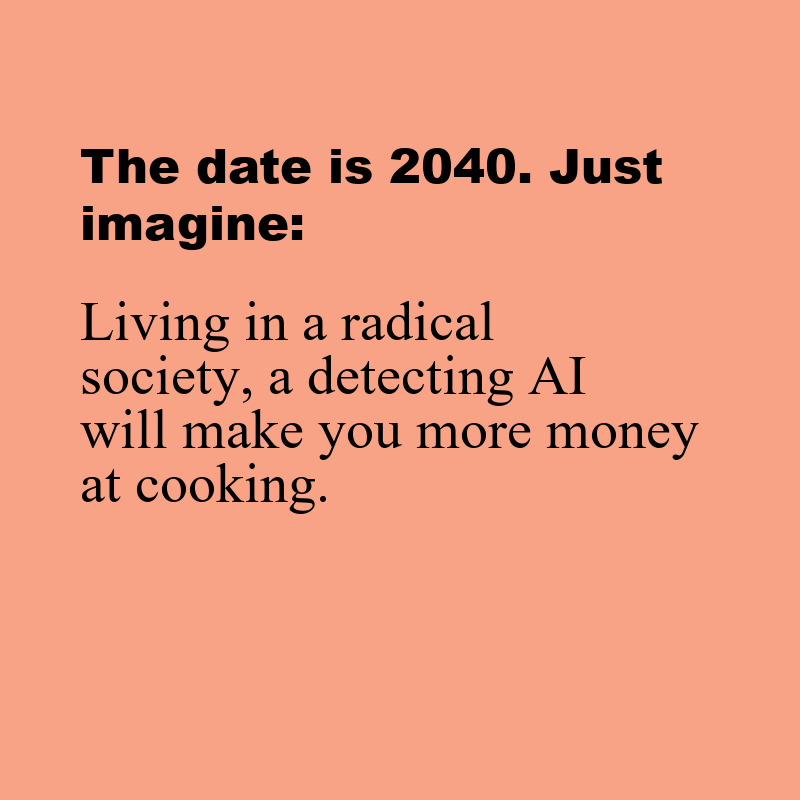 The date is 2040. Just
imagine:
Living in a radical
society, a detecting AI
will make you more money
at cooking.